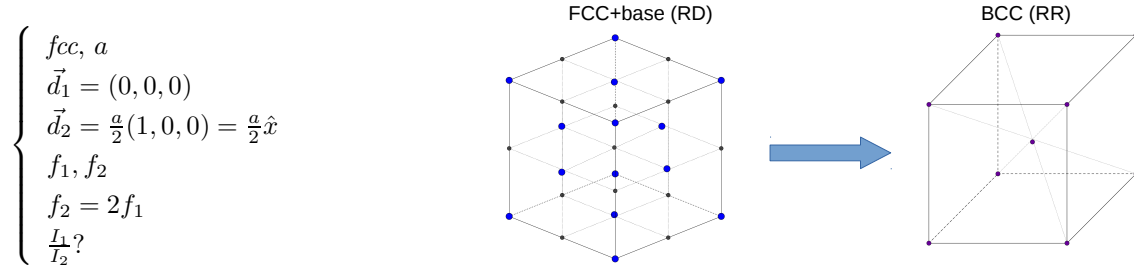 fcc, a
d⃗₁ = (0, 0, 0)
d⃗₂ = a/2(1, 0, 0) = a/2 x̂
f₁, f₂
f₂ = 2f₁
I₁/I₂?
FCC+base (RD)
BCC (RR)